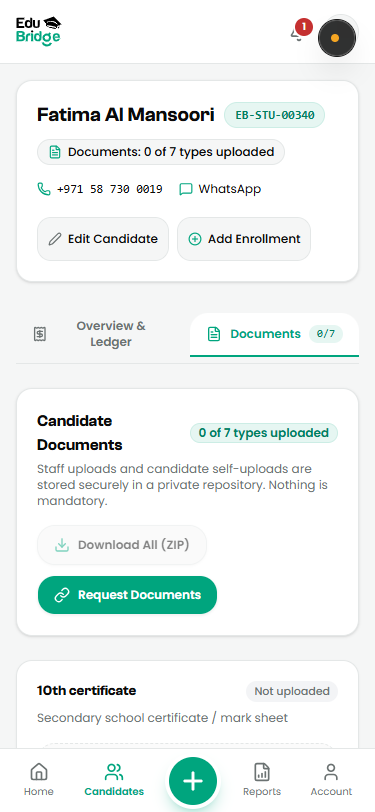 Edu
Bridge
1
Fatima Al Mansoori EB-STU-00340
Documents: 0 of 7 types uploaded
+971 58 730 0019 WhatsApp
Edit Candidate Add Enrollment
Overview &
Ledger
Documents 0/7
Candidate
Documents
0 of 7 types uploaded
Staff uploads and candidate self-uploads are
stored securely in a private repository. Nothing is
mandatory.
Download All (ZIP)
Request Documents
10th certificate Not uploaded
Secondary school certificate / mark sheet
Home Candidates Reports Account